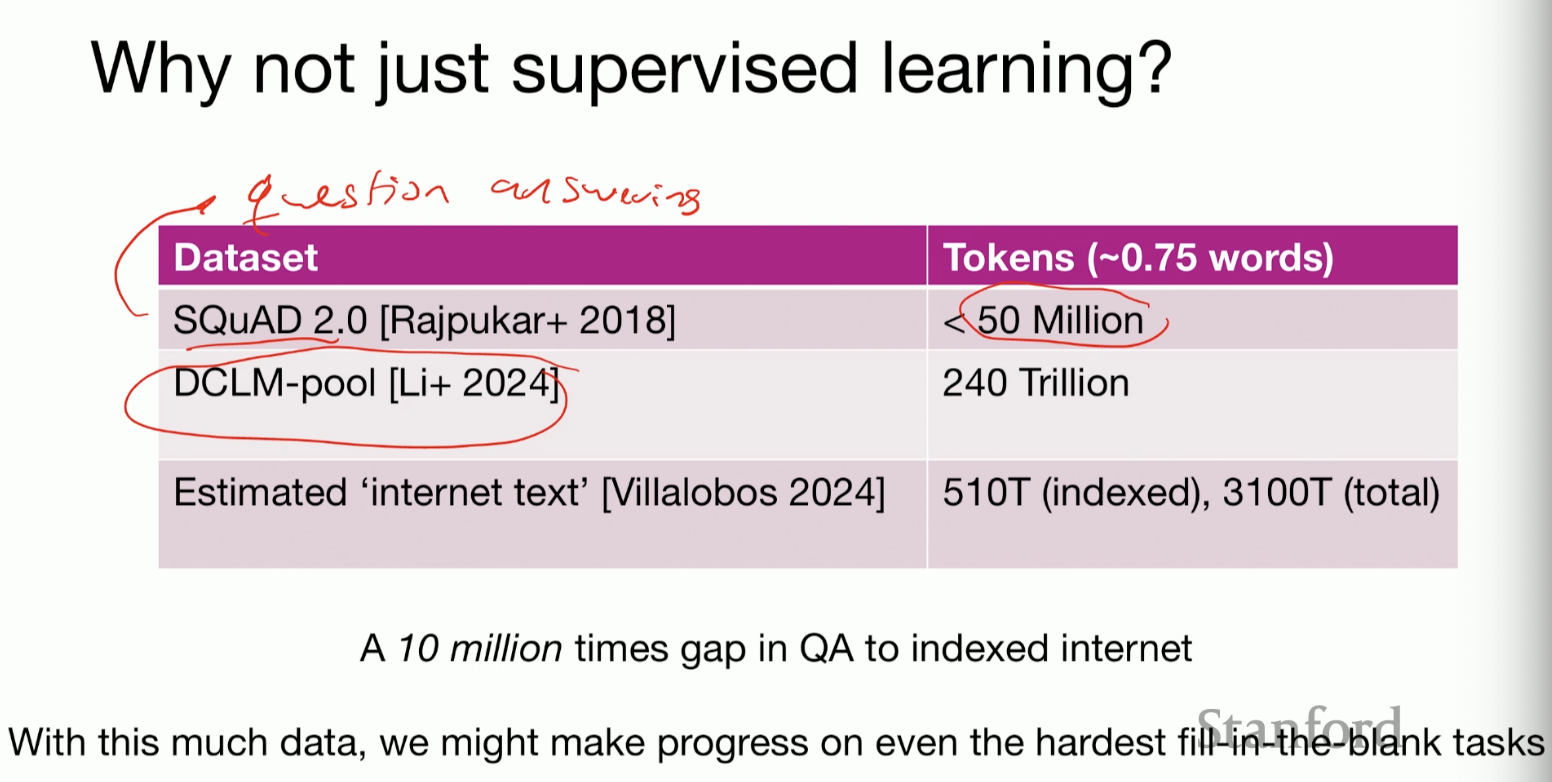 Why not just supervised learning?
question answering
Dataset Tokens (~0.75 words)
SQuAD 2.0 [Rajpukar+ 2018] < 50 Million
DCLM-pool [Li+ 2024] 240 Trillion
Estimated ‘internet text’ [Villalobos 2024] 510T (indexed), 3100T (total)
A 10 million times gap in QA to indexed internet
Stanford
With this much data, we might make progress on even the hardest fill-in-the-blank tasks